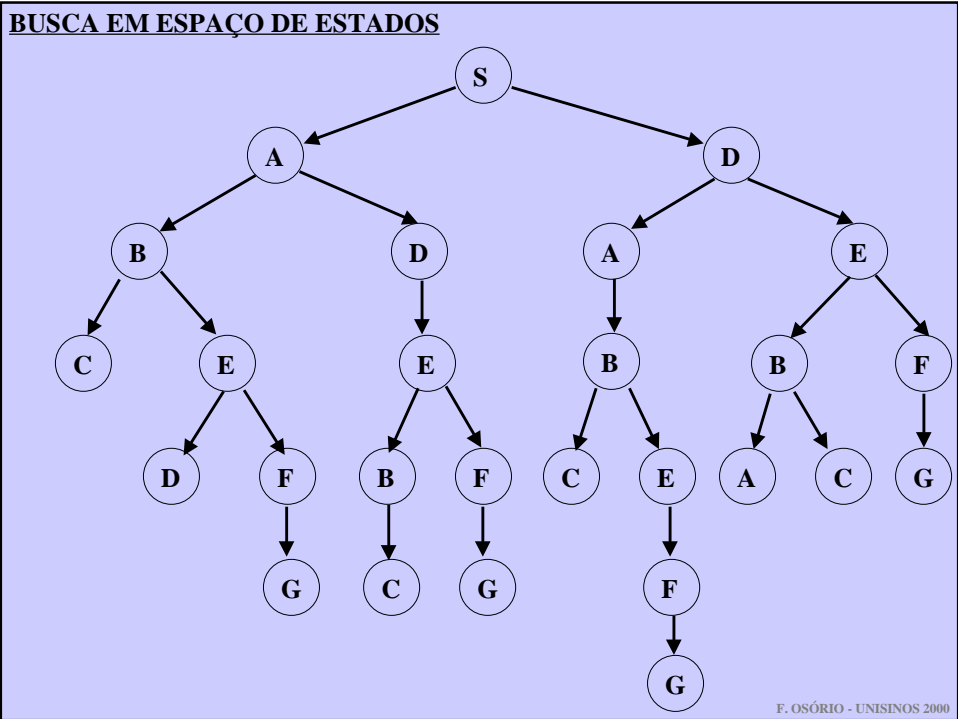 BUSCA EM ESPAÇO DE ESTADOS
S
A D
B D A E
C E E B B F
D F B F C E A C G
G C G F
G
F. OSÓRIO - UNISINOS 2000